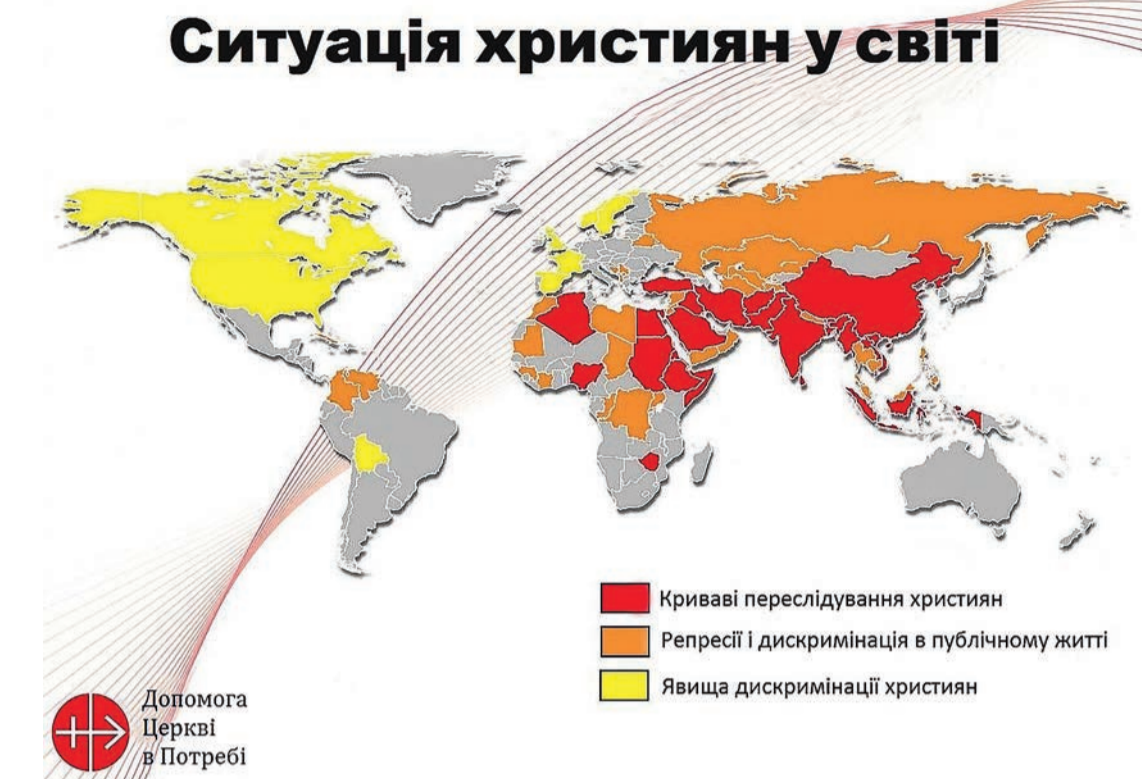 Ситуація християн у світі
Криваві переслідування християн
Репресії і дискримінація в публічному житті
Явища дискримінації християн
Допомога
Церкві
в Потребі